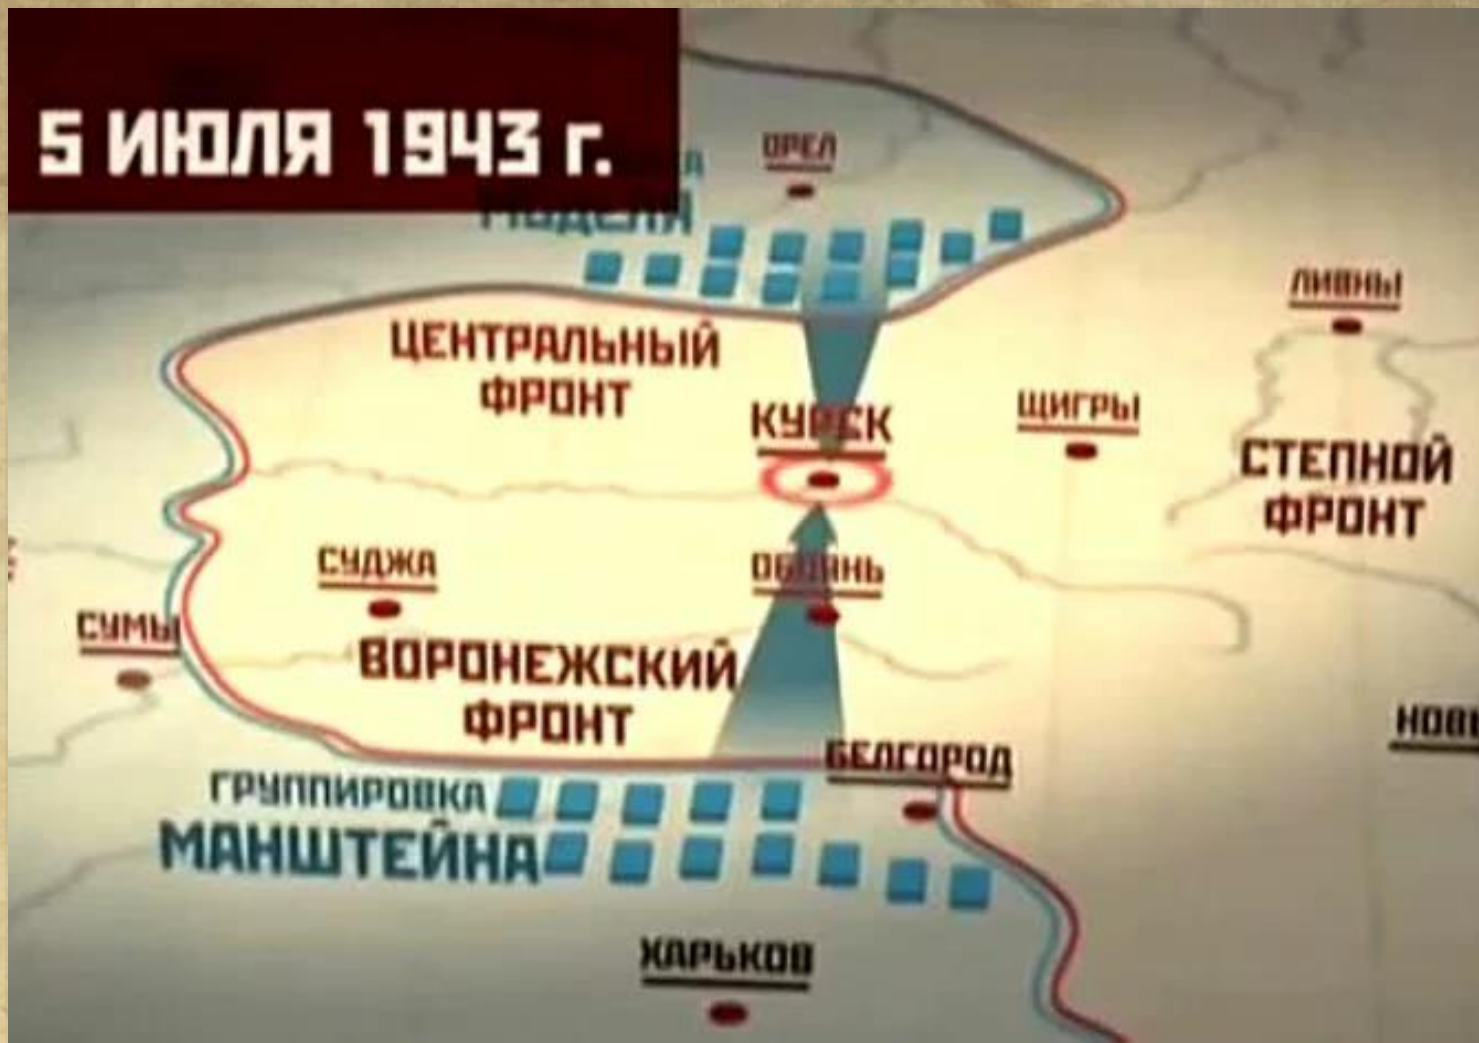 5 ИЮЛЯ 1943 г.
ОРЕЛ
МОДЕЛЯ
ЛИВНЫ
ЦЕНТРАЛЬНЫЙ
ФРОНТ
КУРСК
ЩИГРЫ
СТЕПНОЙ
ФРОНТ
СУДЖА
ОБОЯНЬ
СУМЫ
ВОРОНЕЖСКИЙ
ФРОНТ
БЕЛГОРОД
ГРУППИРОВКА
МАНШТЕЙНА
ХАРЬКОВ